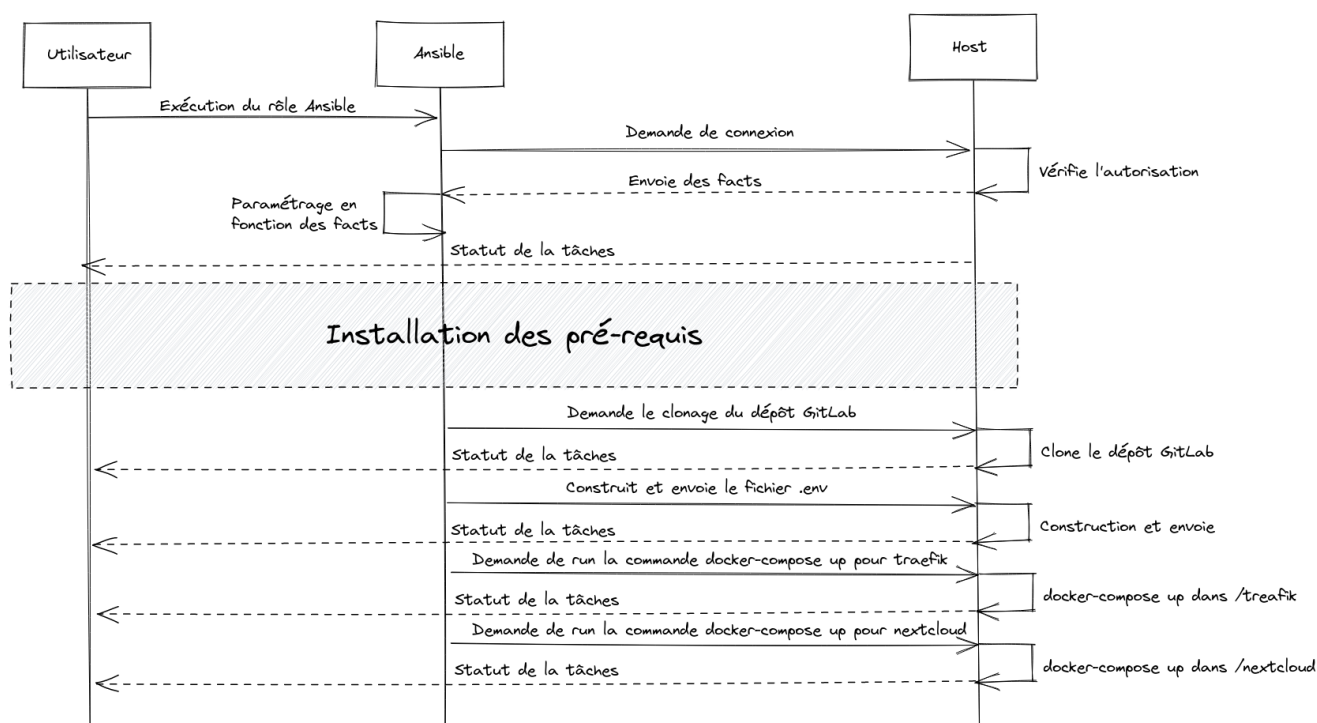 Utilisateur
Ansible
Host
Exécution du rôle Ansible
Demande de connexion
Vérifie l'autorisation
Envoie des facts
Paramétrage en
fonction des facts
Statut de la tâches
Installation des pré-requis
Demande le clonage du dépôt GitLab
Clone le dépôt GitLab
Statut de la tâches
Construit et envoie le fichier .env
Construction et envoie
Statut de la tâches
Demande de run la commande docker-compose up pour traefik
docker-compose up dans /treafik
Statut de la tâches
Demande de run la commande docker-compose up pour nextcloud
docker-compose up dans /nextcloud
Statut de la tâches